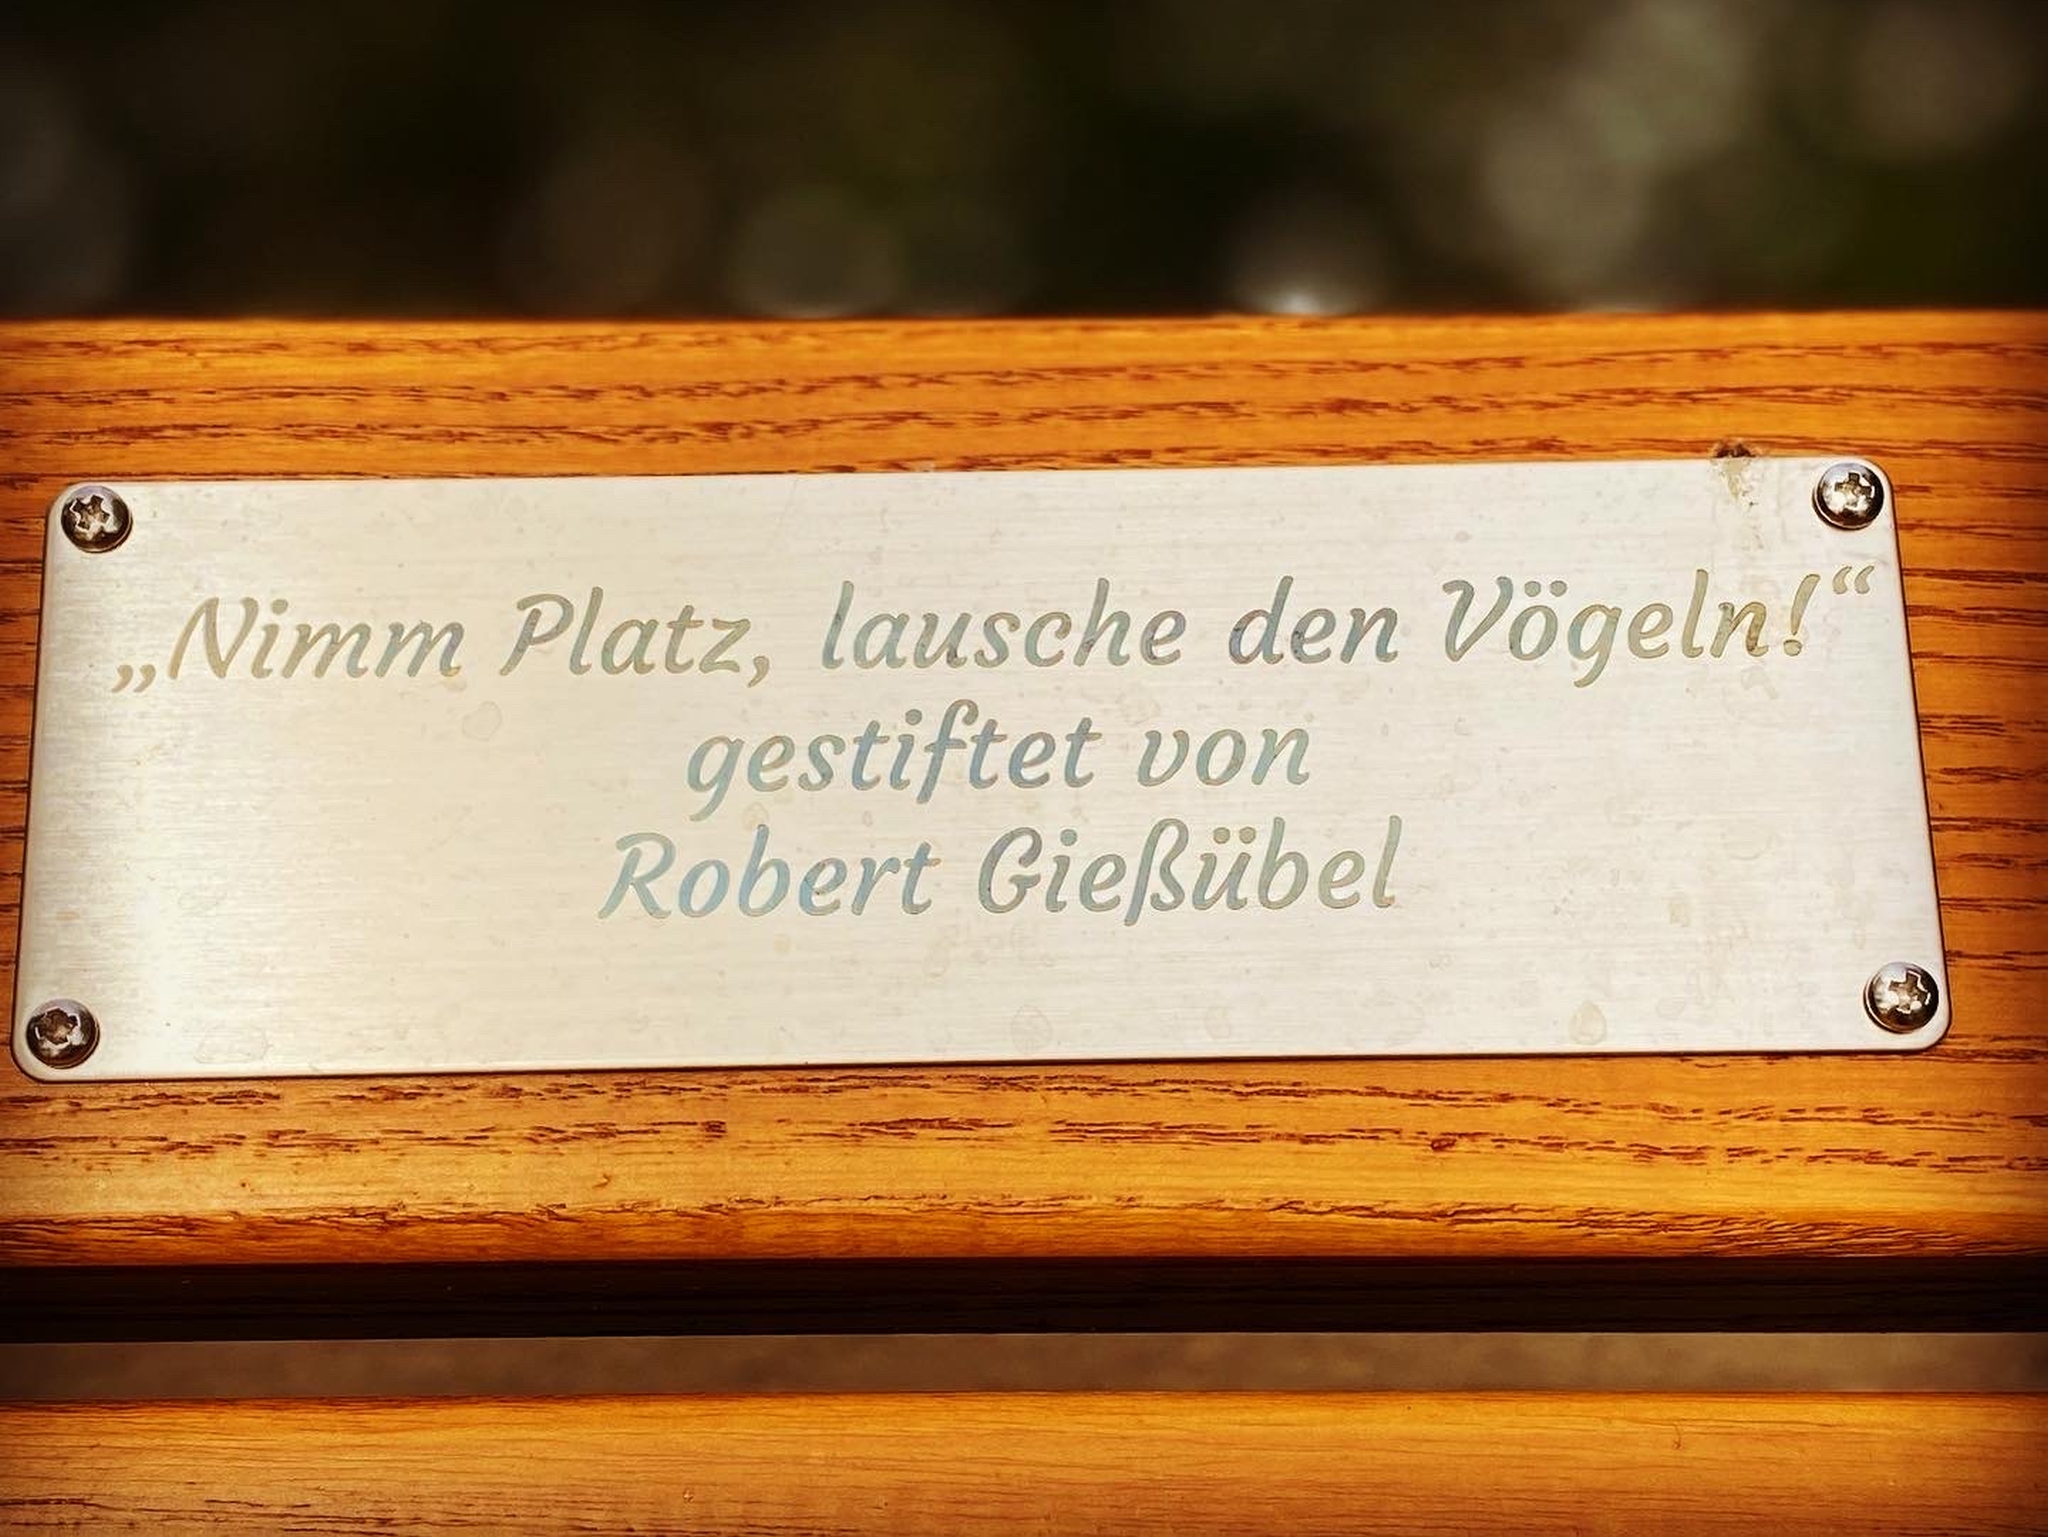 „Nimm Platz, lausche den Vögeln!“
gestiftet von
Robert Gießübel